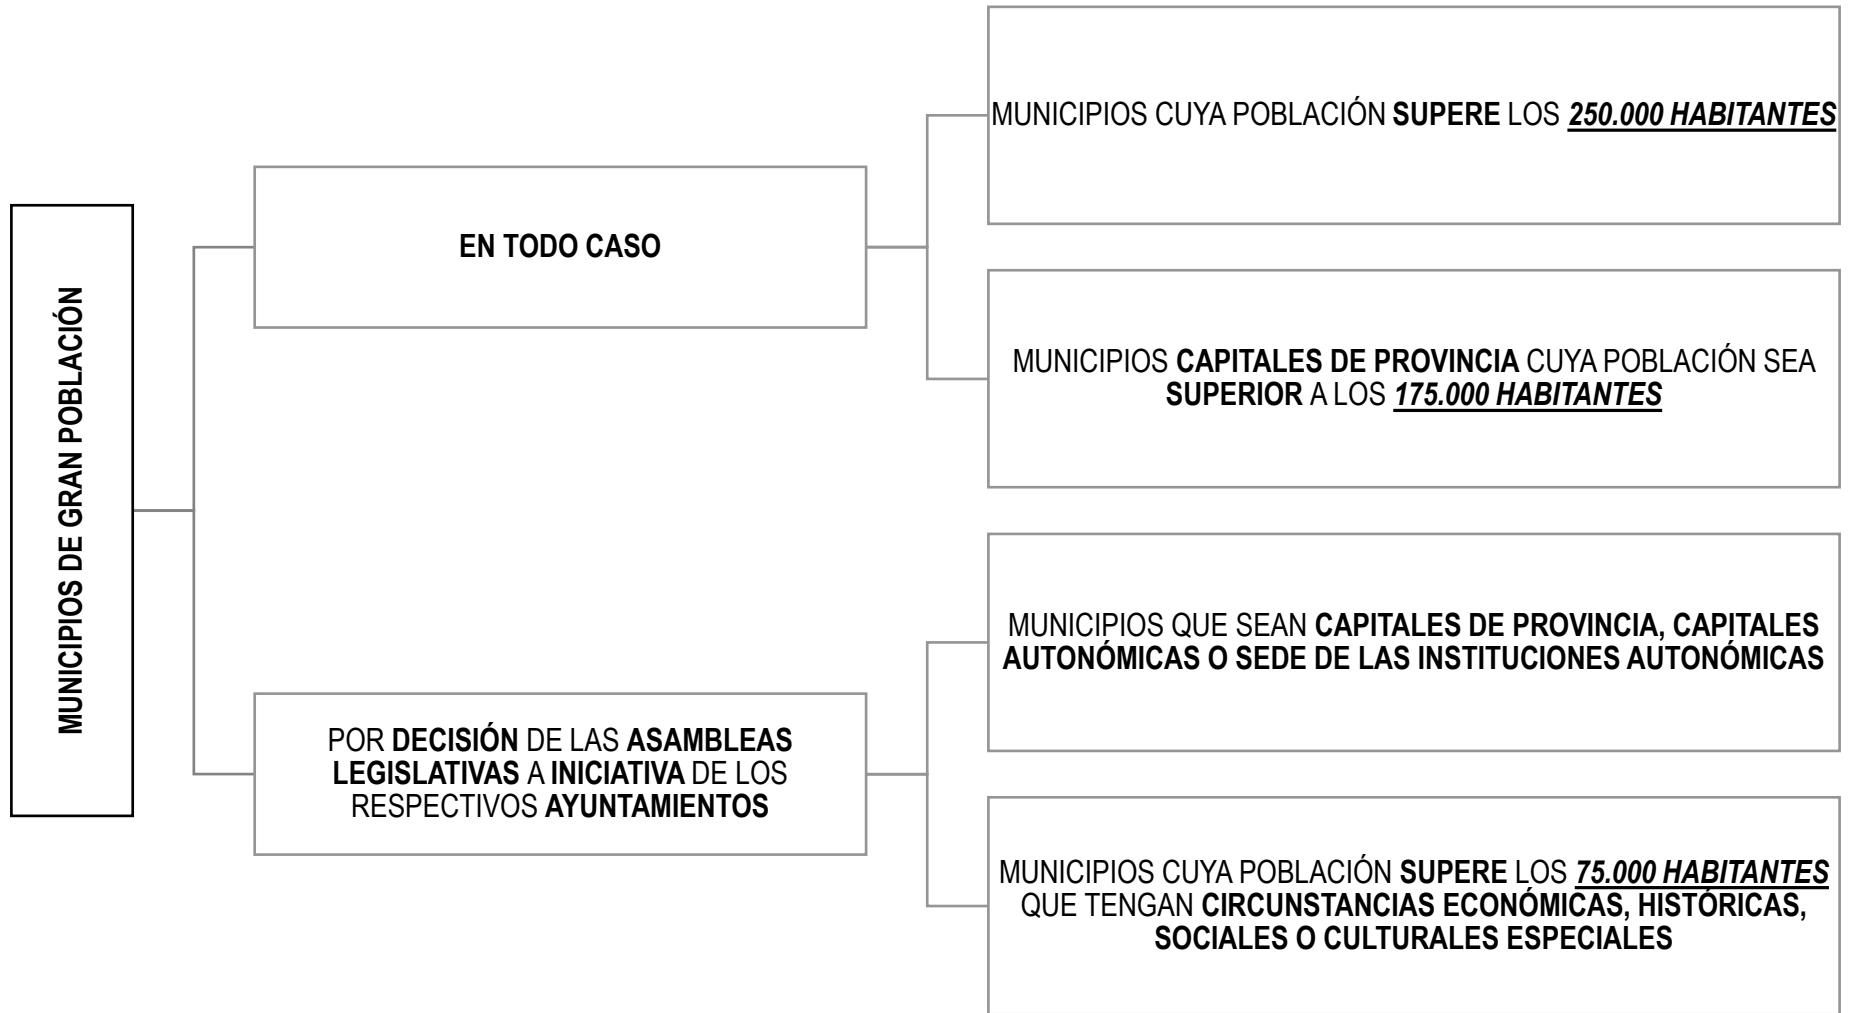 MUNICIPIOS DE GRAN POBLACIÓN
EN TODO CASO
MUNICIPIOS CUYA POBLACIÓN SUPERE LOS 250.000 HABITANTES
MUNICIPIOS CAPITALES DE PROVINCIA CUYA POBLACIÓN SEA
SUPERIOR A LOS 175.000 HABITANTES
POR DECISIÓN DE LAS ASAMBLEAS
LEGISLATIVAS A INICIATIVA DE LOS
RESPECTIVOS AYUNTAMIENTOS
MUNICIPIOS QUE SEAN CAPITALES DE PROVINCIA, CAPITALES
AUTONÓMICAS O SEDE DE LAS INSTITUCIONES AUTONÓMICAS
MUNICIPIOS CUYA POBLACIÓN SUPERE LOS 75.000 HABITANTES
QUE TENGAN CIRCUNSTANCIAS ECONÓMICAS, HISTÓRICAS,
SOCIALES O CULTURALES ESPECIALES